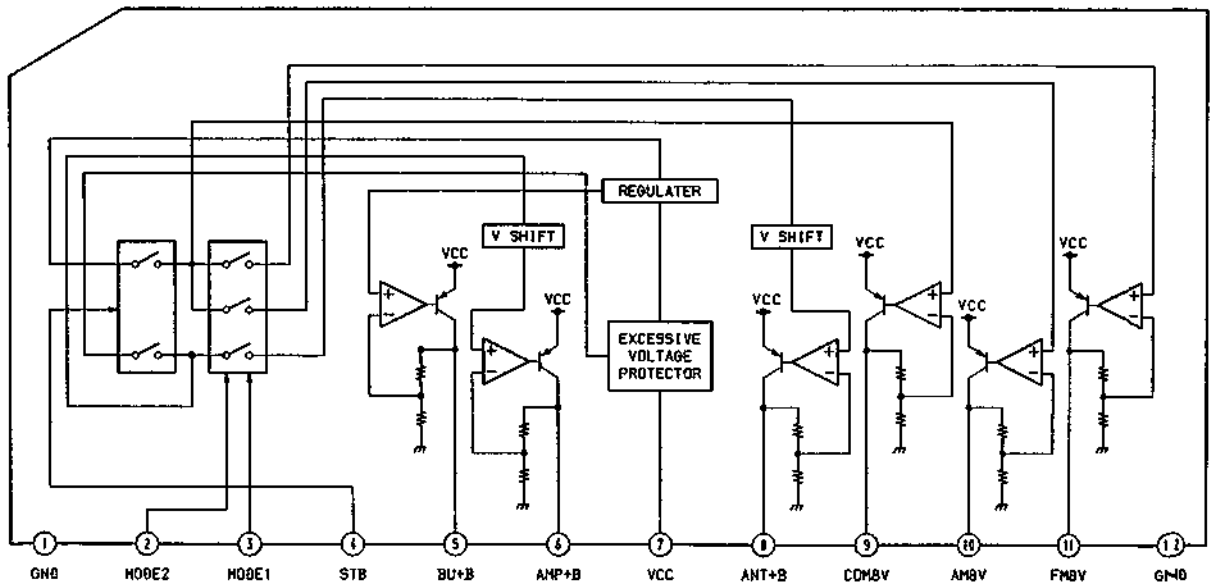 REGULATER
V SHIFT
V SHIFT
VCC
VCC
VCC
VCC
VCC
VCC
EXCESSIVE
VOLTAGE
PROTECTOR
+
−
+
−
+
−
+
−
+
−
+
−
1 2 3 4 5 6 7 8 9 10 11 12
GND MODE2 MODE1 STB BU+B AMP+B VCC ANT+B COM8V AM8V FM8V GND